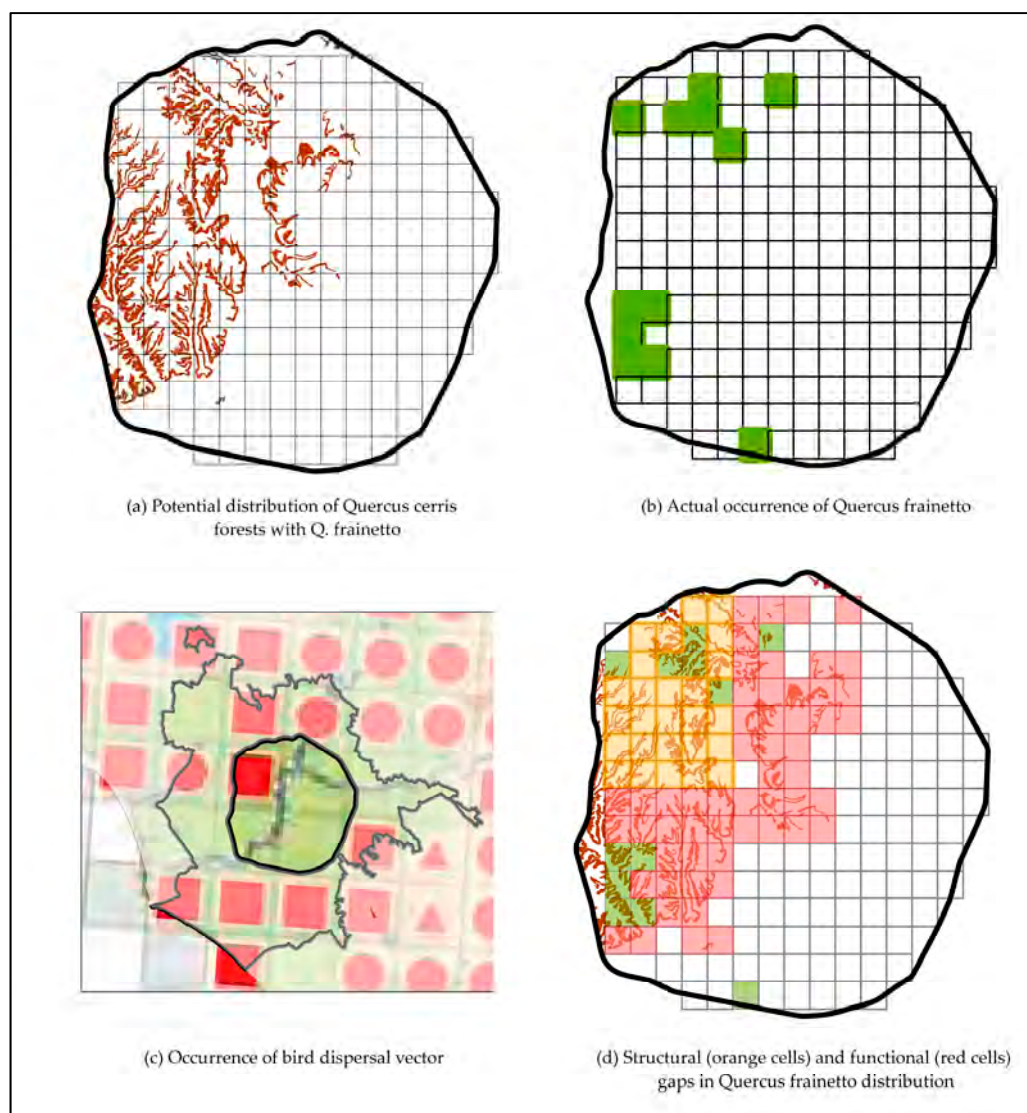 (a) Potential distribution of Quercus cerris
forests with Q. frainetto
(b) Actual occurrence of Quercus frainetto
(c) Occurrence of bird dispersal vector
(d) Structural (orange cells) and functional (red cells)
gaps in Quercus frainetto distribution